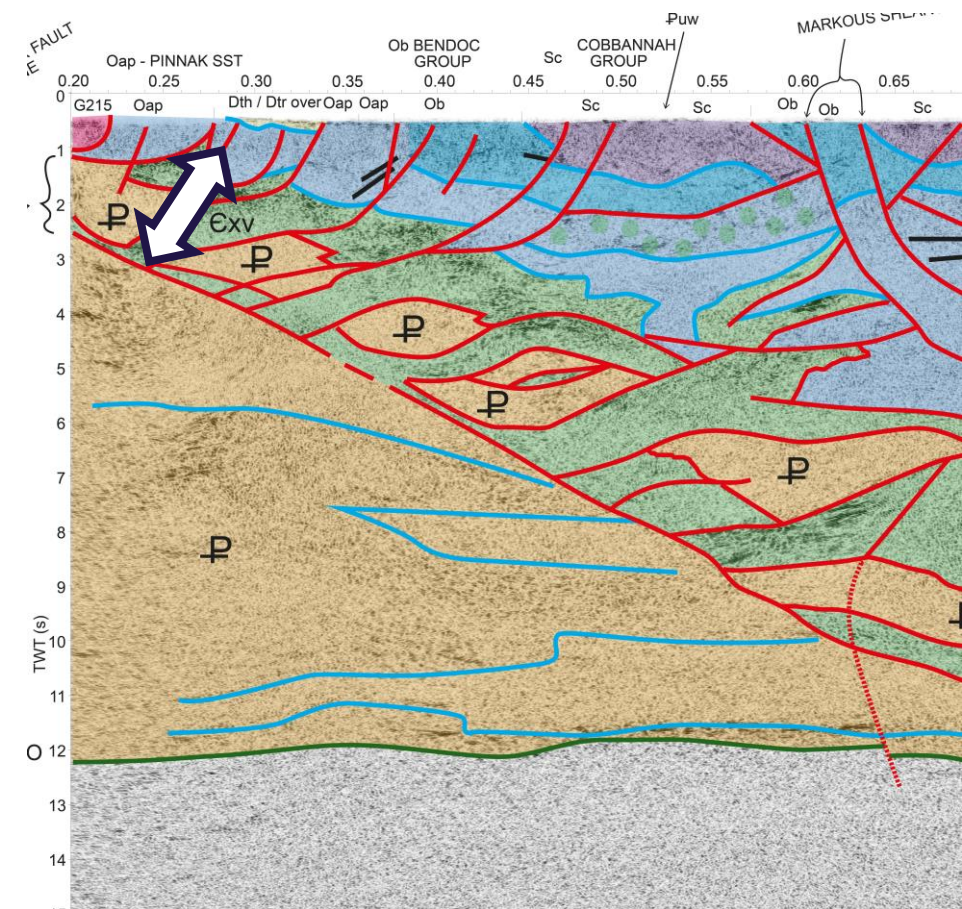 FAULT
E
Oap - PINNAK SST
Ob BENDOC
GROUP
Sc
COBBANNAH
GROUP
Ᵽuw
MARKOUS SHEAR
0.20 0.25 0.30 0.35 0.40 0.45 0.50 0.55 0.60 0.65
0
G215 Oap Dth / Dtr over Oap Oap Ob Sc Sc Ob Ob Sc
1
2
Ᵽ
Єxv
3
Ᵽ
4
Ᵽ
5
Ᵽ
6
7
Ᵽ
8
Ᵽ
9
TWT (s)
10
11
O
12
13
14